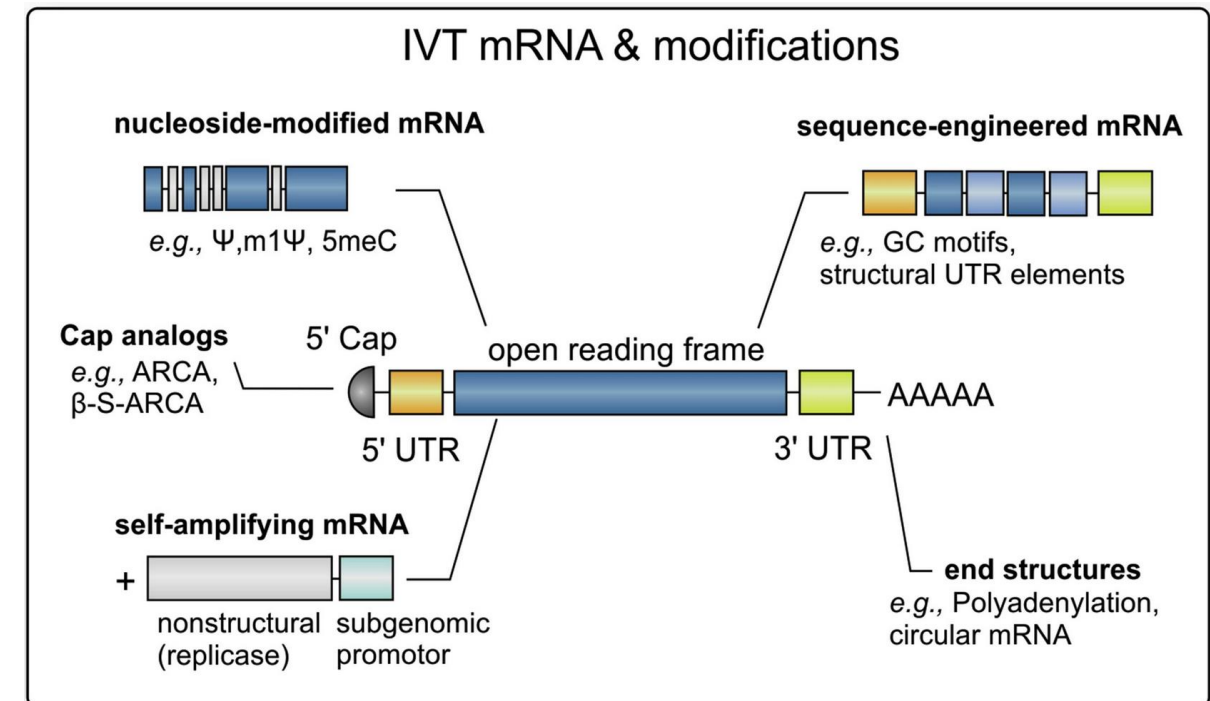 IVT mRNA & modifications
nucleoside-modified mRNA
e.g., Ψ,m1Ψ, 5meC
sequence-engineered mRNA
e.g., GC motifs,
structural UTR elements
Cap analogs
e.g., ARCA,
β-S-ARCA
5' Cap
open reading frame
AAAAA
5' UTR
3' UTR
self-amplifying mRNA
+
nonstructural
(replicase)
subgenomic
promotor
end structures
e.g., Polyadenylation,
circular mRNA